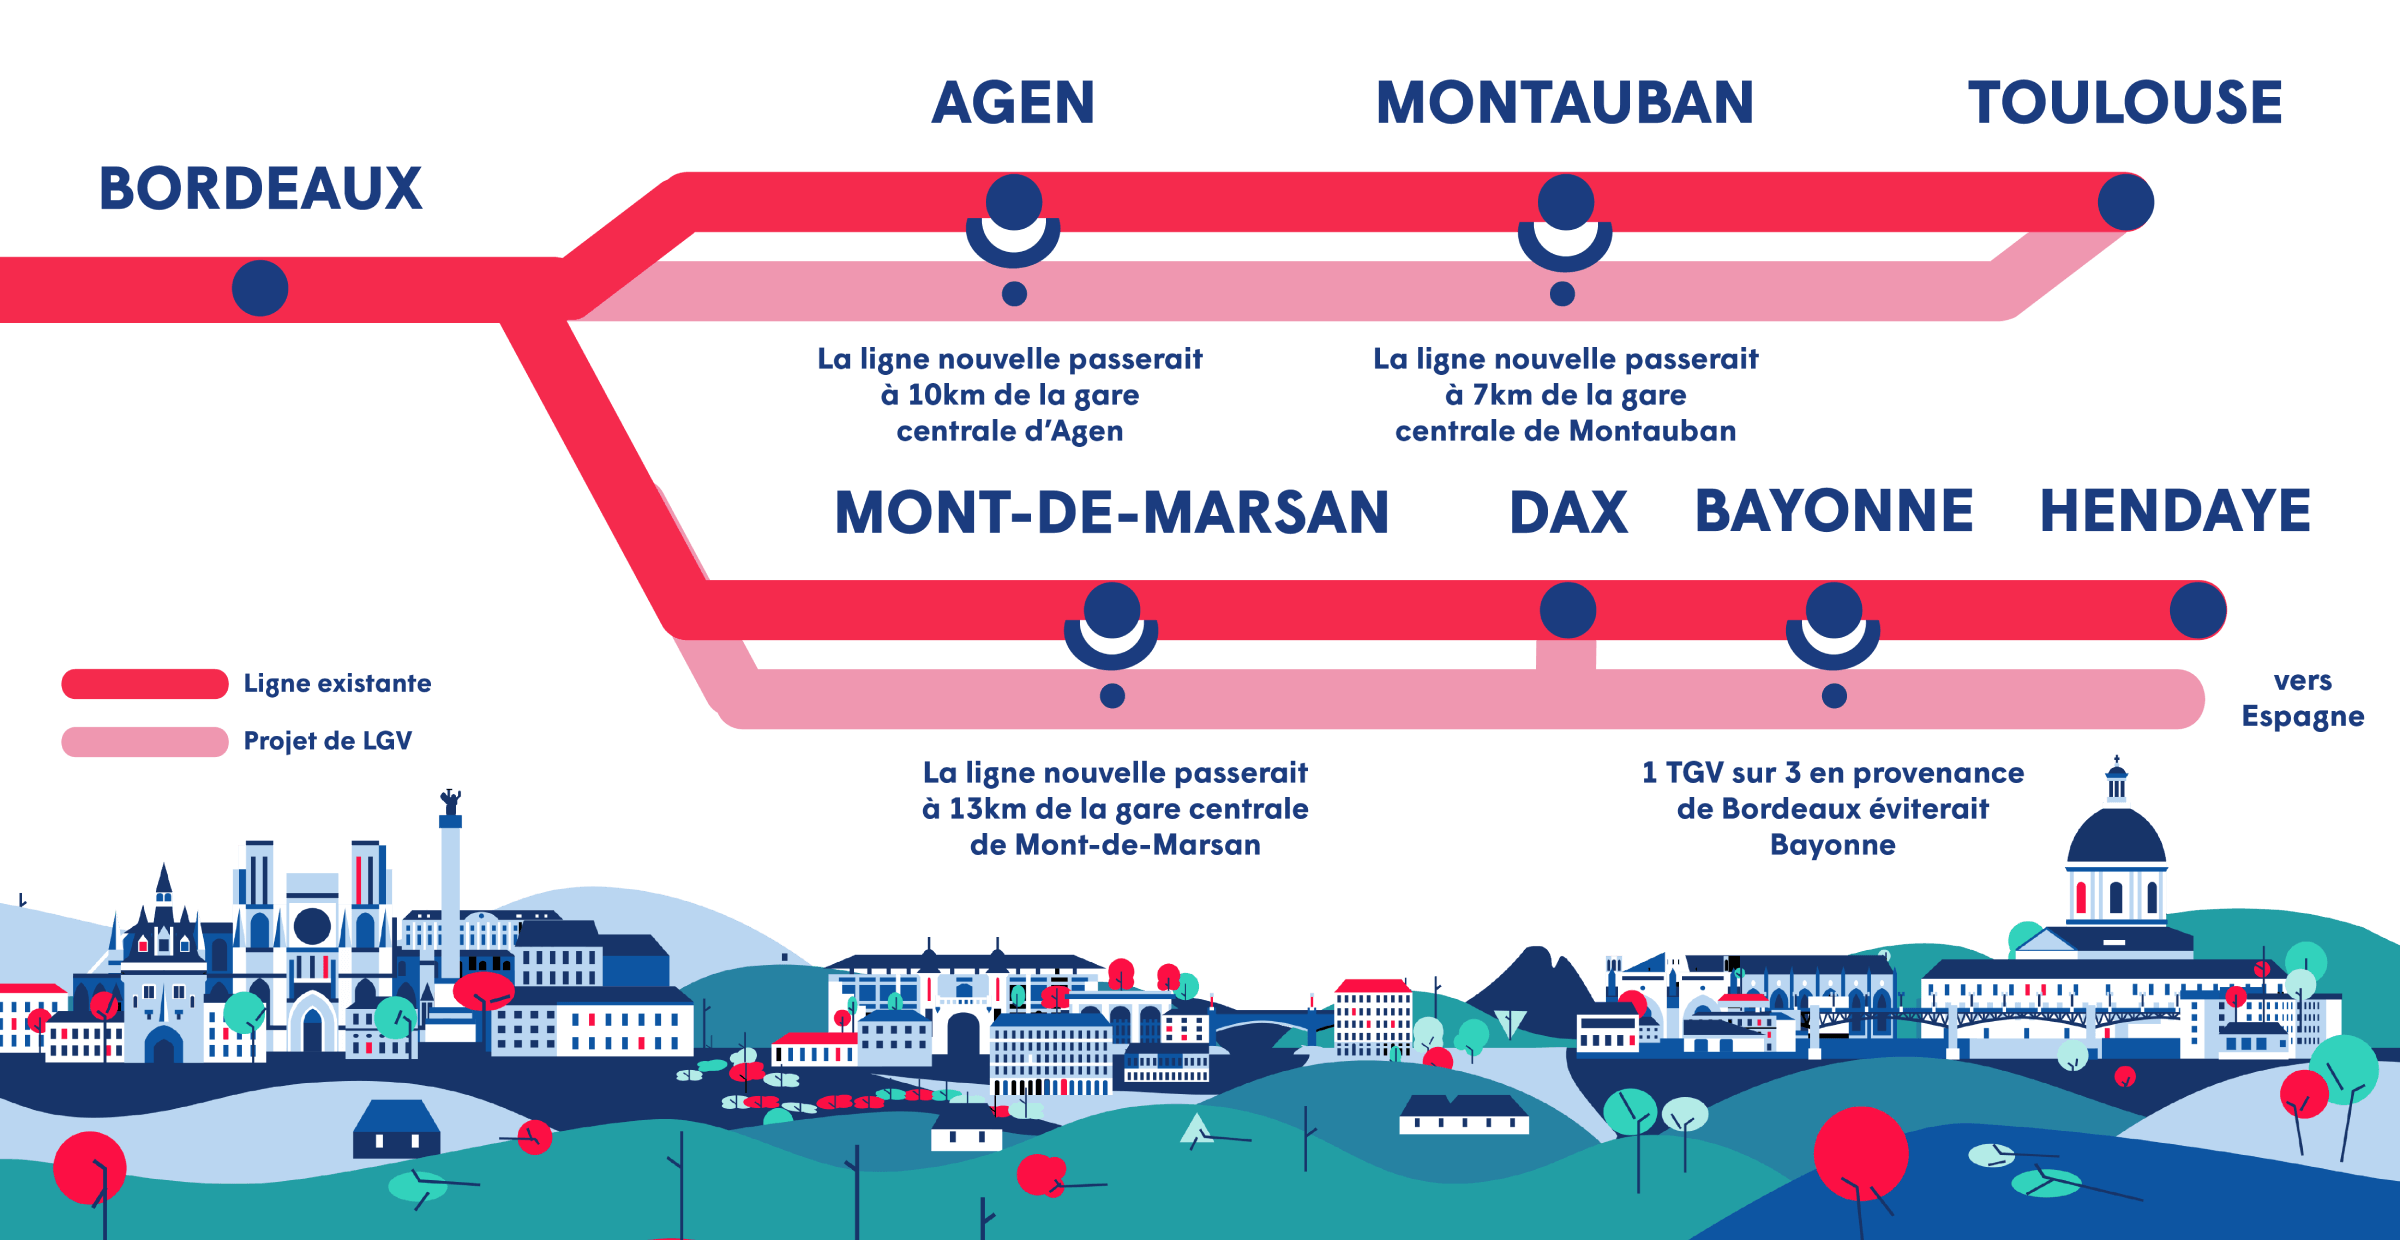 AGEN
MONTAUBAN
TOULOUSE
BORDEAUX
La ligne nouvelle passerait
à 10km de la gare
centrale d'Agen
La ligne nouvelle passerait
à 7km de la gare
centrale de Montauban
MONT-DE-MARSAN
DAX
BAYONNE
HENDAYE
Ligne existante
Projet de LGV
vers
Espagne
La ligne nouvelle passerait
à 13km de la gare centrale
de Mont-de-Marsan
1 TGV sur 3 en provenance
de Bordeaux éviterait
Bayonne